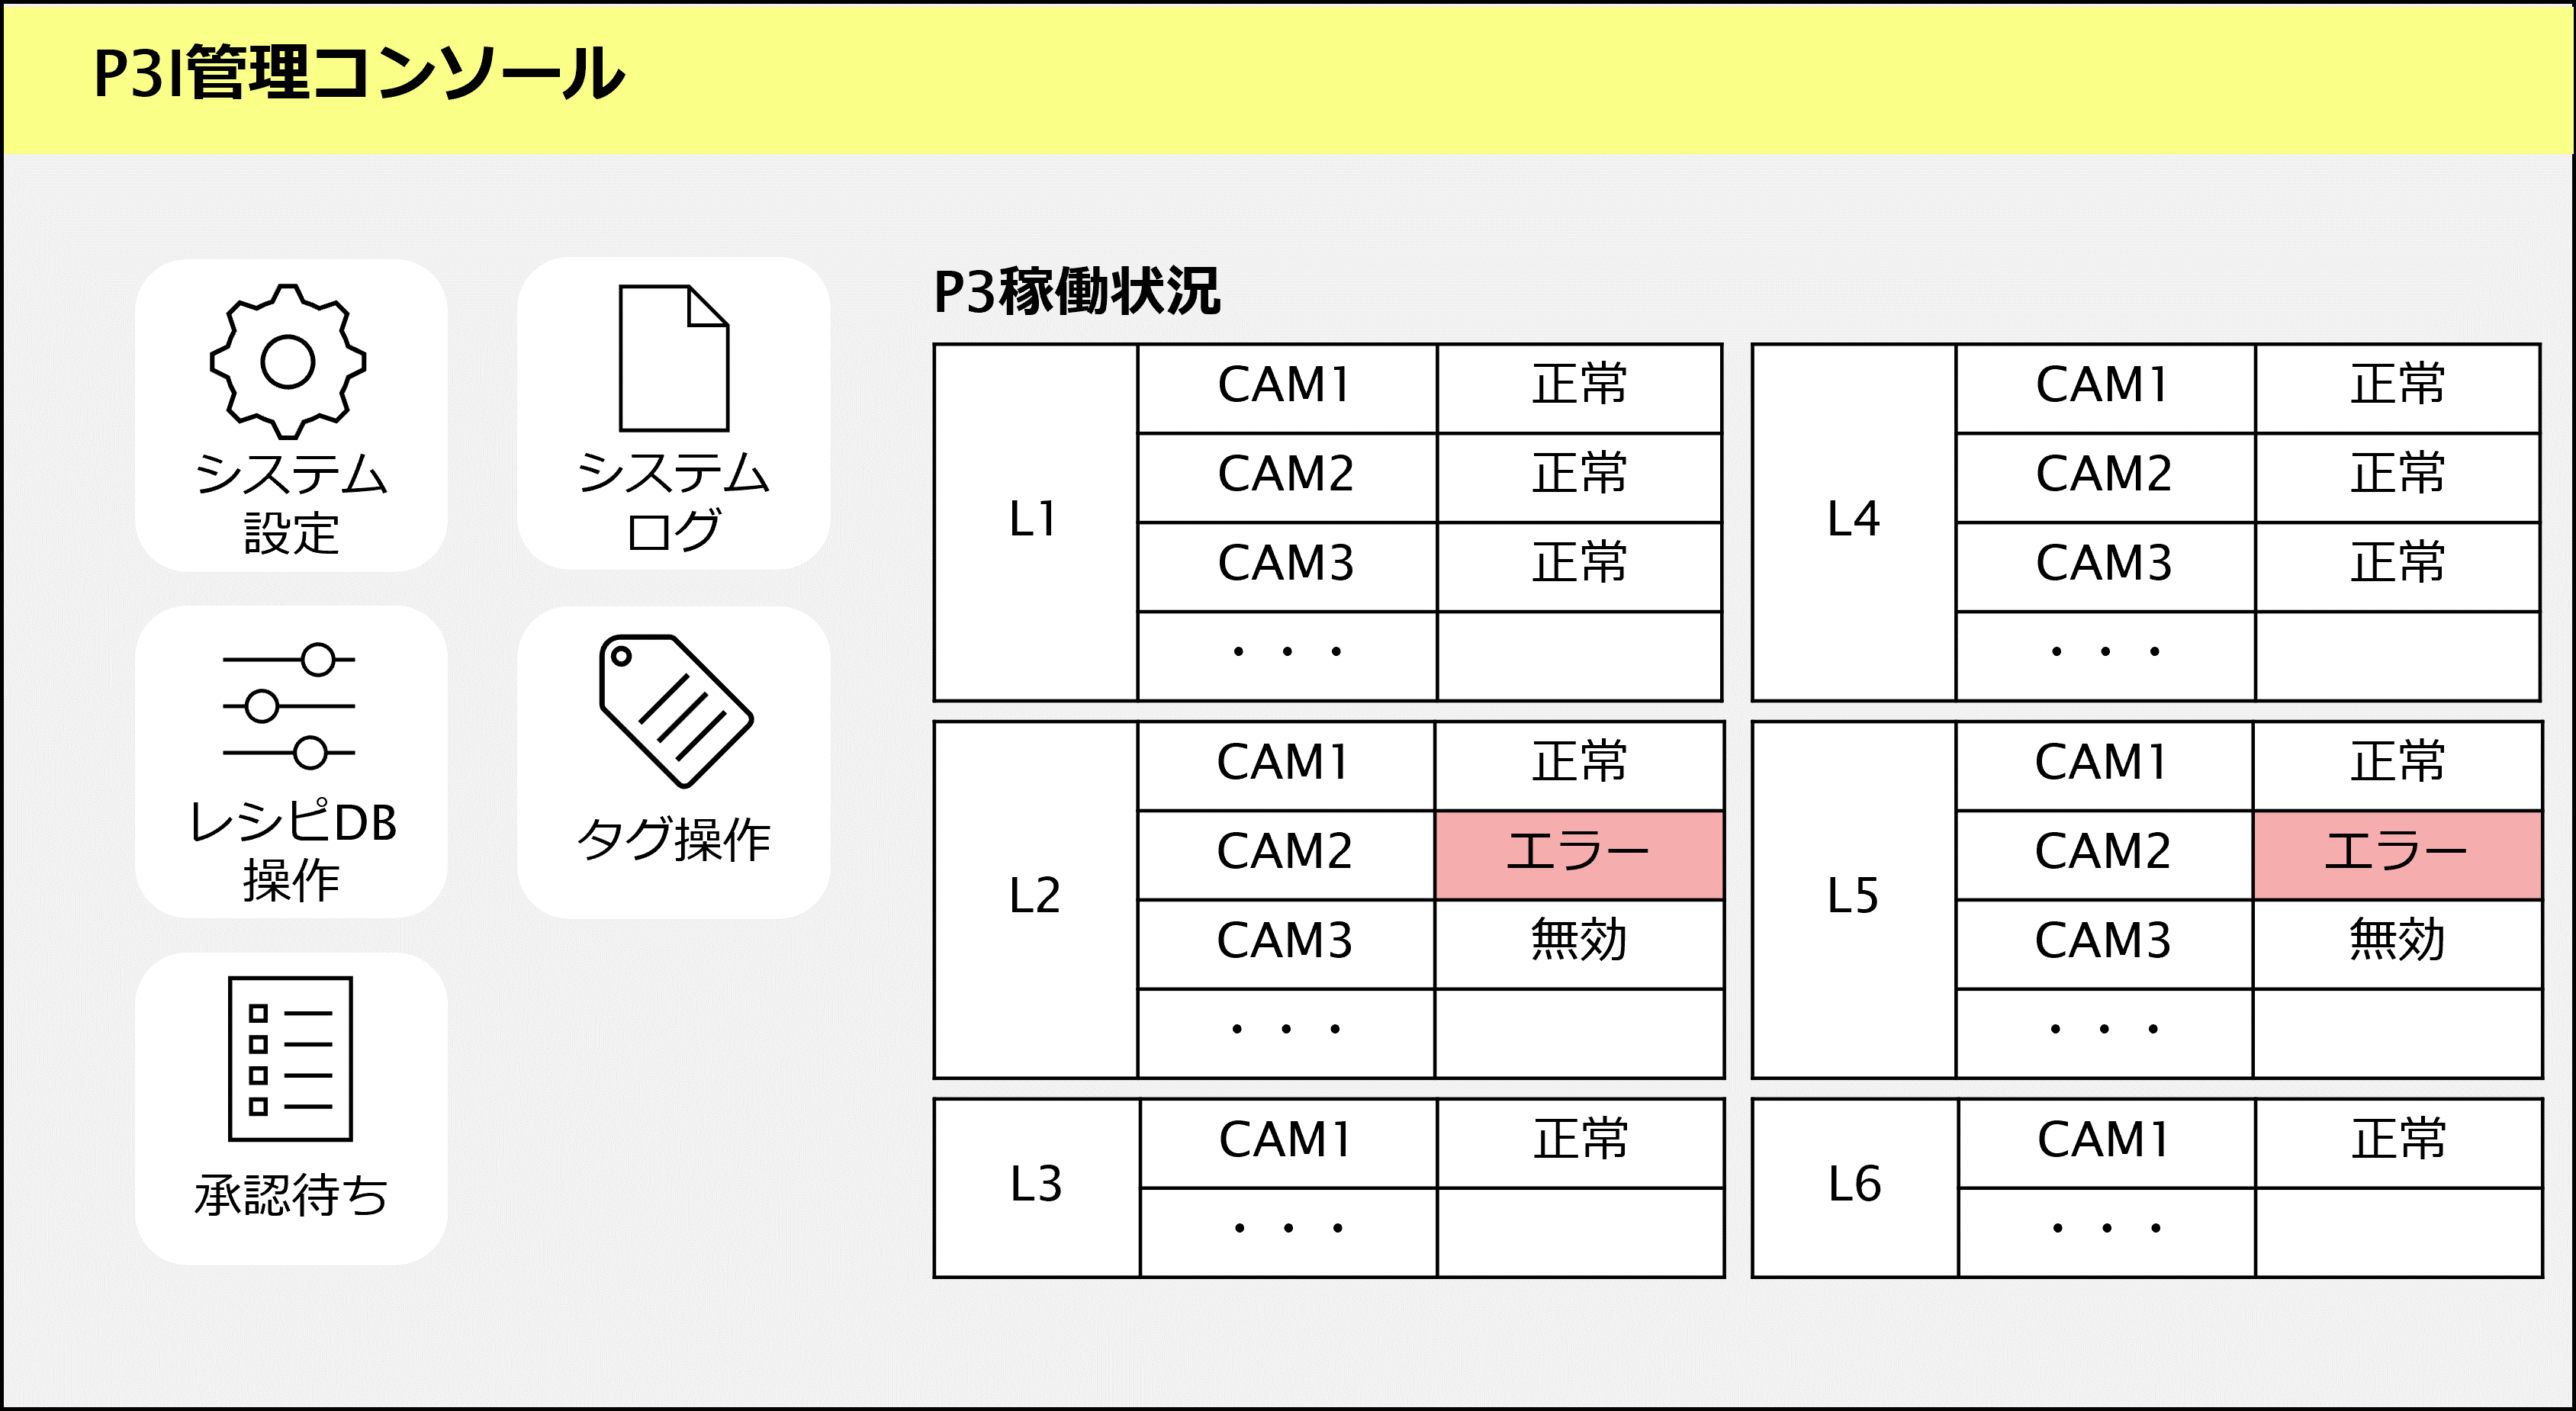 P3I管理コンソール
システム
設定
システム
ログ
レシピDB
操作
タグ操作
承認待ち
P3稼働状況
L1
CAM1 正常
CAM2 正常
CAM3 正常
・・・
L2
CAM1 正常
CAM2 エラー
CAM3 無効
・・・
L3
CAM1 正常
・・・
L4
CAM1 正常
CAM2 正常
CAM3 正常
・・・
L5
CAM1 正常
CAM2 エラー
CAM3 無効
・・・
L6
CAM1 正常
・・・